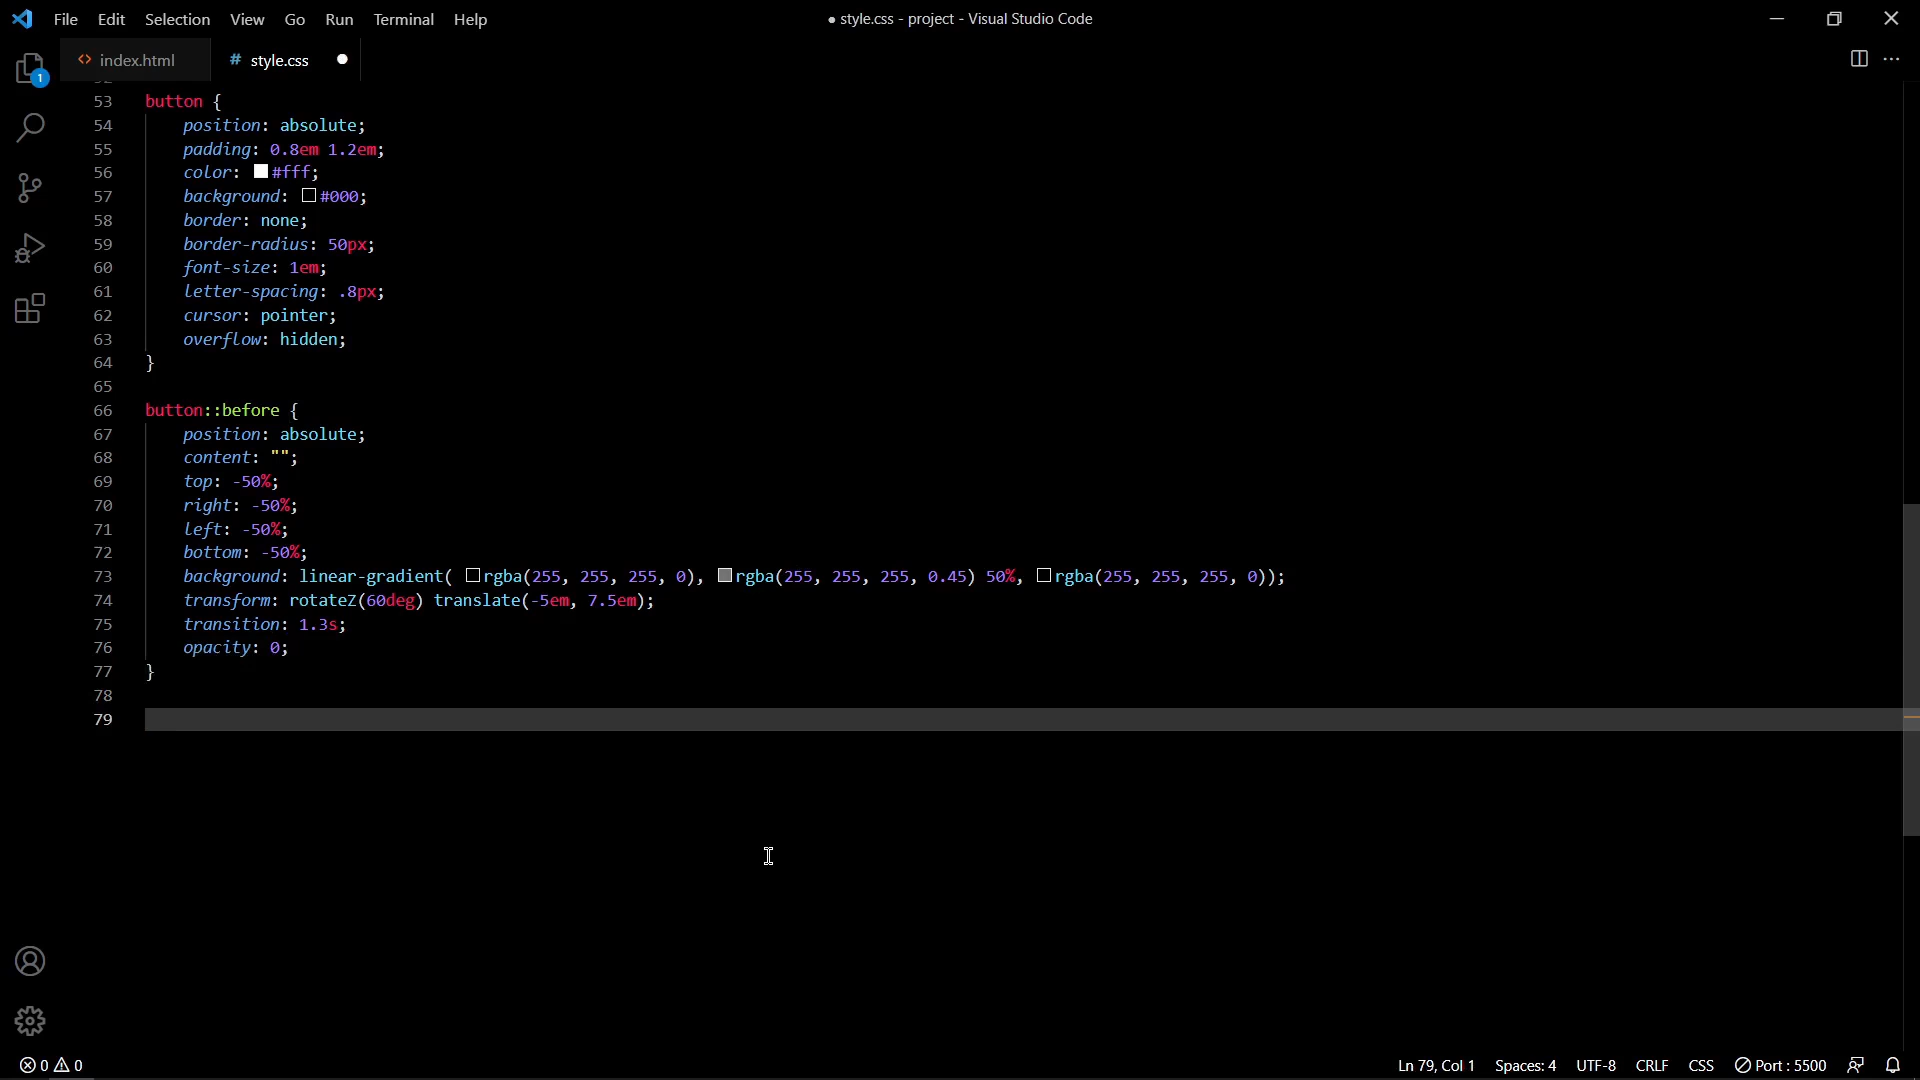 File Edit Selection View Go Run Terminal Help
● style.css - project - Visual Studio Code
1
<> index.html
# style.css ●
53 button {
54 position: absolute;
55 padding: 0.8em 1.2em;
56 color: #fff;
57 background: #000;
58 border: none;
59 border-radius: 50px;
60 font-size: 1em;
61 letter-spacing: .8px;
62 cursor: pointer;
63 overflow: hidden;
64 }
65
66 button::before {
67 position: absolute;
68 content: "";
69 top: -50%;
70 right: -50%;
71 left: -50%;
72 bottom: -50%;
73 background: linear-gradient( rgba(255, 255, 255, 0), rgba(255, 255, 255, 0.45) 50%, rgba(255, 255, 255, 0));
74 transform: rotateZ(60deg) translate(-5em, 7.5em);
75 transition: 1.3s;
76 opacity: 0;
77 }
78
79
0 0
Ln 79, Col 1 Spaces: 4 UTF-8 CRLF CSS Port : 5500